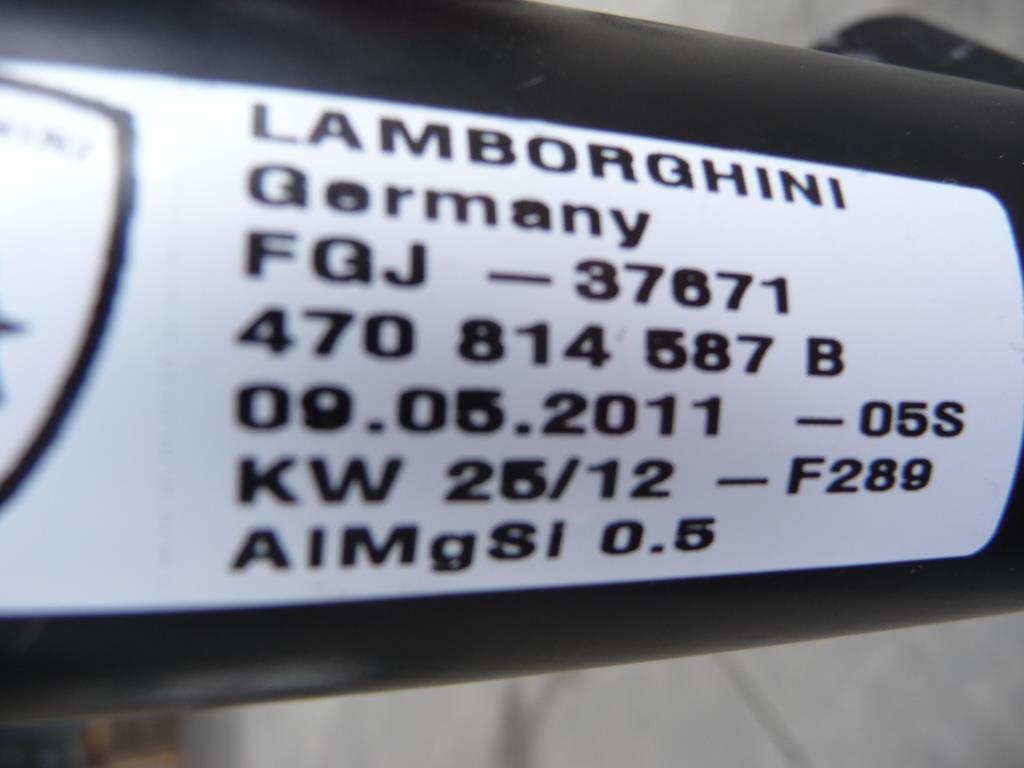 LAMBORGHINI
Germany
FGJ - 37671
470 814 587 B
09.05.2011 - 05S
KW 25/12 - F289
AlMgSi 0.5